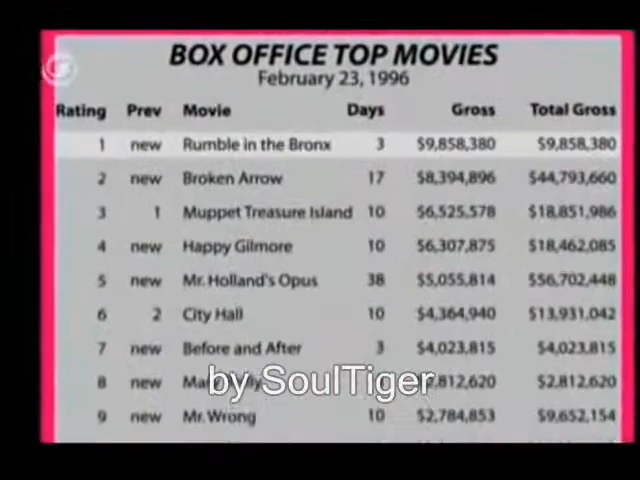 BOX OFFICE TOP MOVIES
February 23, 1996
Rating Prev Movie Days Gross Total Gross
1 new Rumble in the Bronx 3 $9,858,380 $9,858,380
2 new Broken Arrow 17 $8,394,896 $44,793,660
3 1 Muppet Treasure Island 10 $6,525,578 $18,851,986
4 new Happy Gilmore 10 $6,307,875 $18,462,085
5 new Mr. Holland's Opus 38 $5,055,814 $56,702,448
6 2 City Hall 10 $4,364,940 $13,931,042
7 new Before and After 3 $4,023,815 $4,023,815
8 new $2,812,620
by SoulTiger
9 new Mr. Wrong 10 $2,784,853 $9,652,154